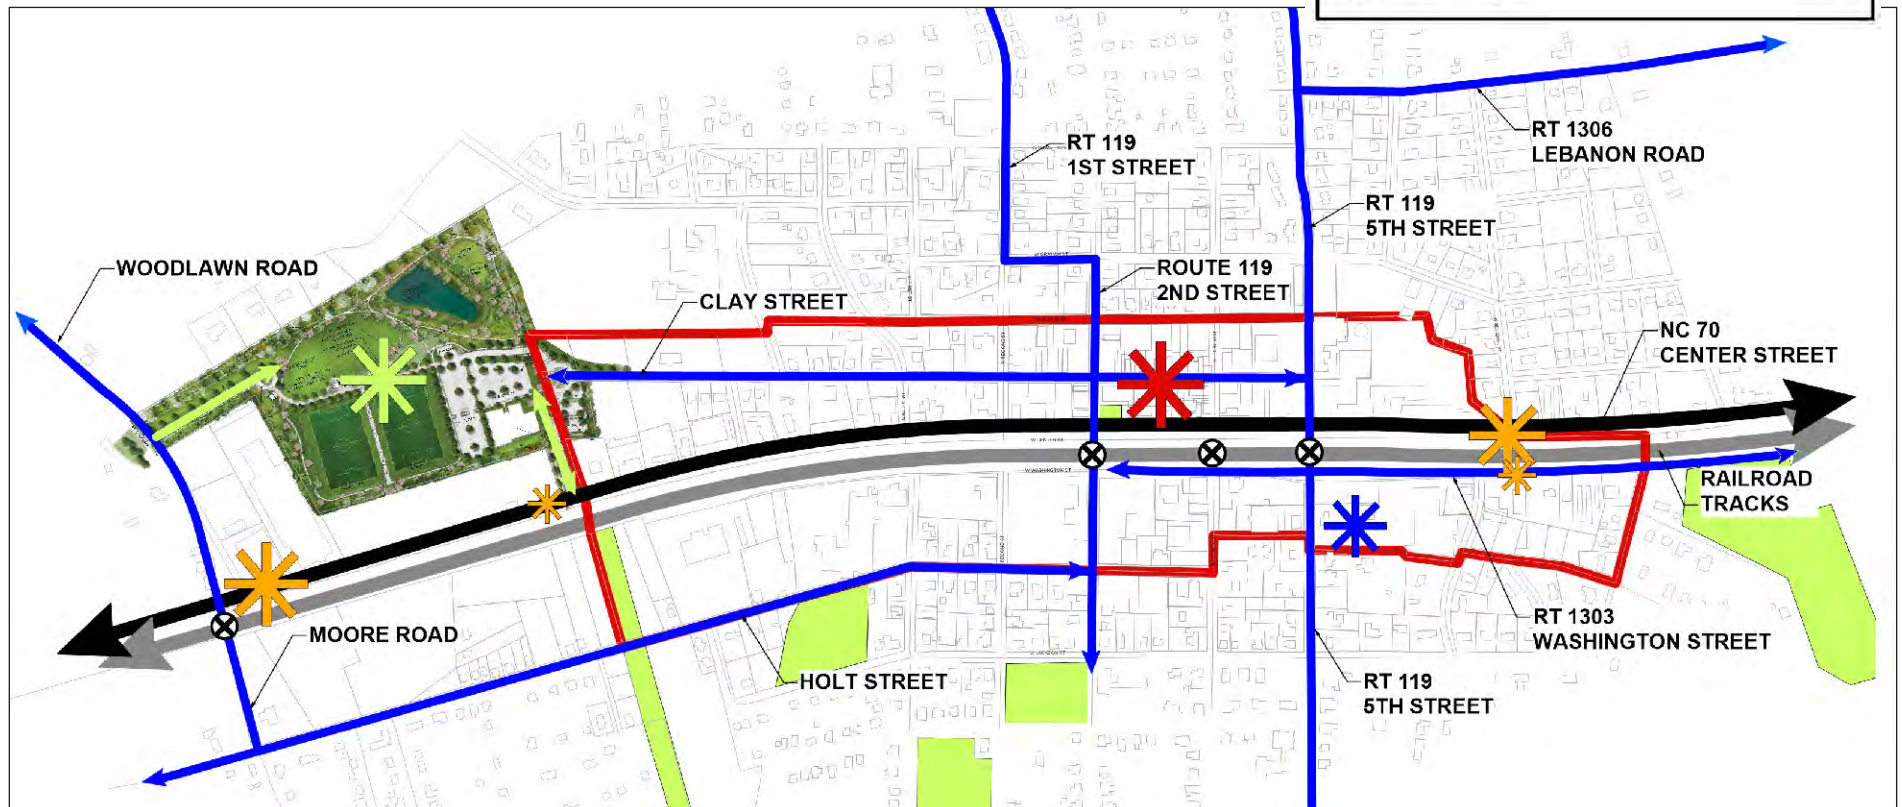 RT 1306
LEBANON ROAD
RT 119
1ST STREET
RT 119
5TH STREET
WOODLAWN ROAD
ROUTE 119
2ND STREET
CLAY STREET
NC 70
CENTER STREET
RAILROAD
TRACKS
MOORE ROAD
RT 1303
WASHINGTON STREET
HOLT STREET
RT 119
5TH STREET